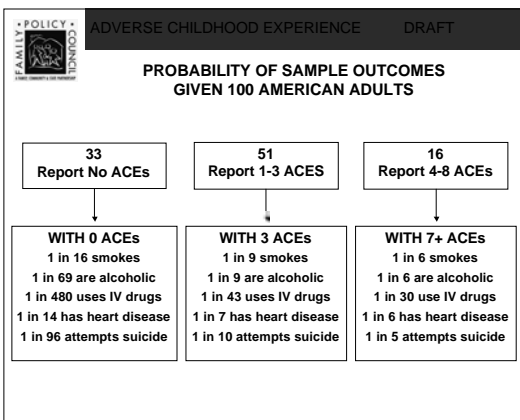 POLICY
FAMILY
COUNCIL
ADVERSE CHILDHOOD EXPERIENCE DRAFT
PROBABILITY OF SAMPLE OUTCOMES
GIVEN 100 AMERICAN ADULTS
33
Report No ACEs
51
Report 1-3 ACES
16
Report 4-8 ACEs
WITH 0 ACEs
1 in 16 smokes
1 in 69 are alcoholic
1 in 480 uses IV drugs
1 in 14 has heart disease
1 in 96 attempts suicide
WITH 3 ACEs
1 in 9 smokes
1 in 9 are alcoholic
1 in 43 uses IV drugs
1 in 7 has heart disease
1 in 10 attempts suicide
WITH 7+ ACEs
1 in 6 smokes
1 in 6 are alcoholic
1 in 30 use IV drugs
1 in 6 has heart disease
1 in 5 attempts suicide